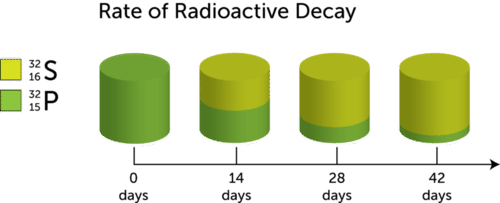 Rate of Radioactive Decay
32
16 S
32
15 P
0 14 28 42
days days days days